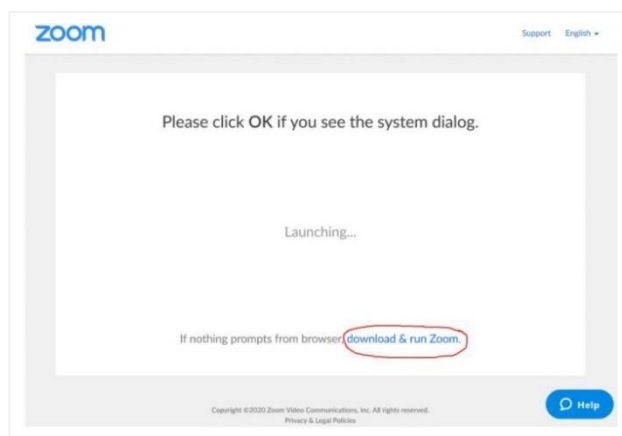 zoom
Support English
Please click OK if you see the system dialog.
Launching...
If nothing prompts from browser, download & run Zoom.
Help
Copyright ©2020 Zoom Video Communications, Inc. All rights reserved.
Privacy & Legal Policies